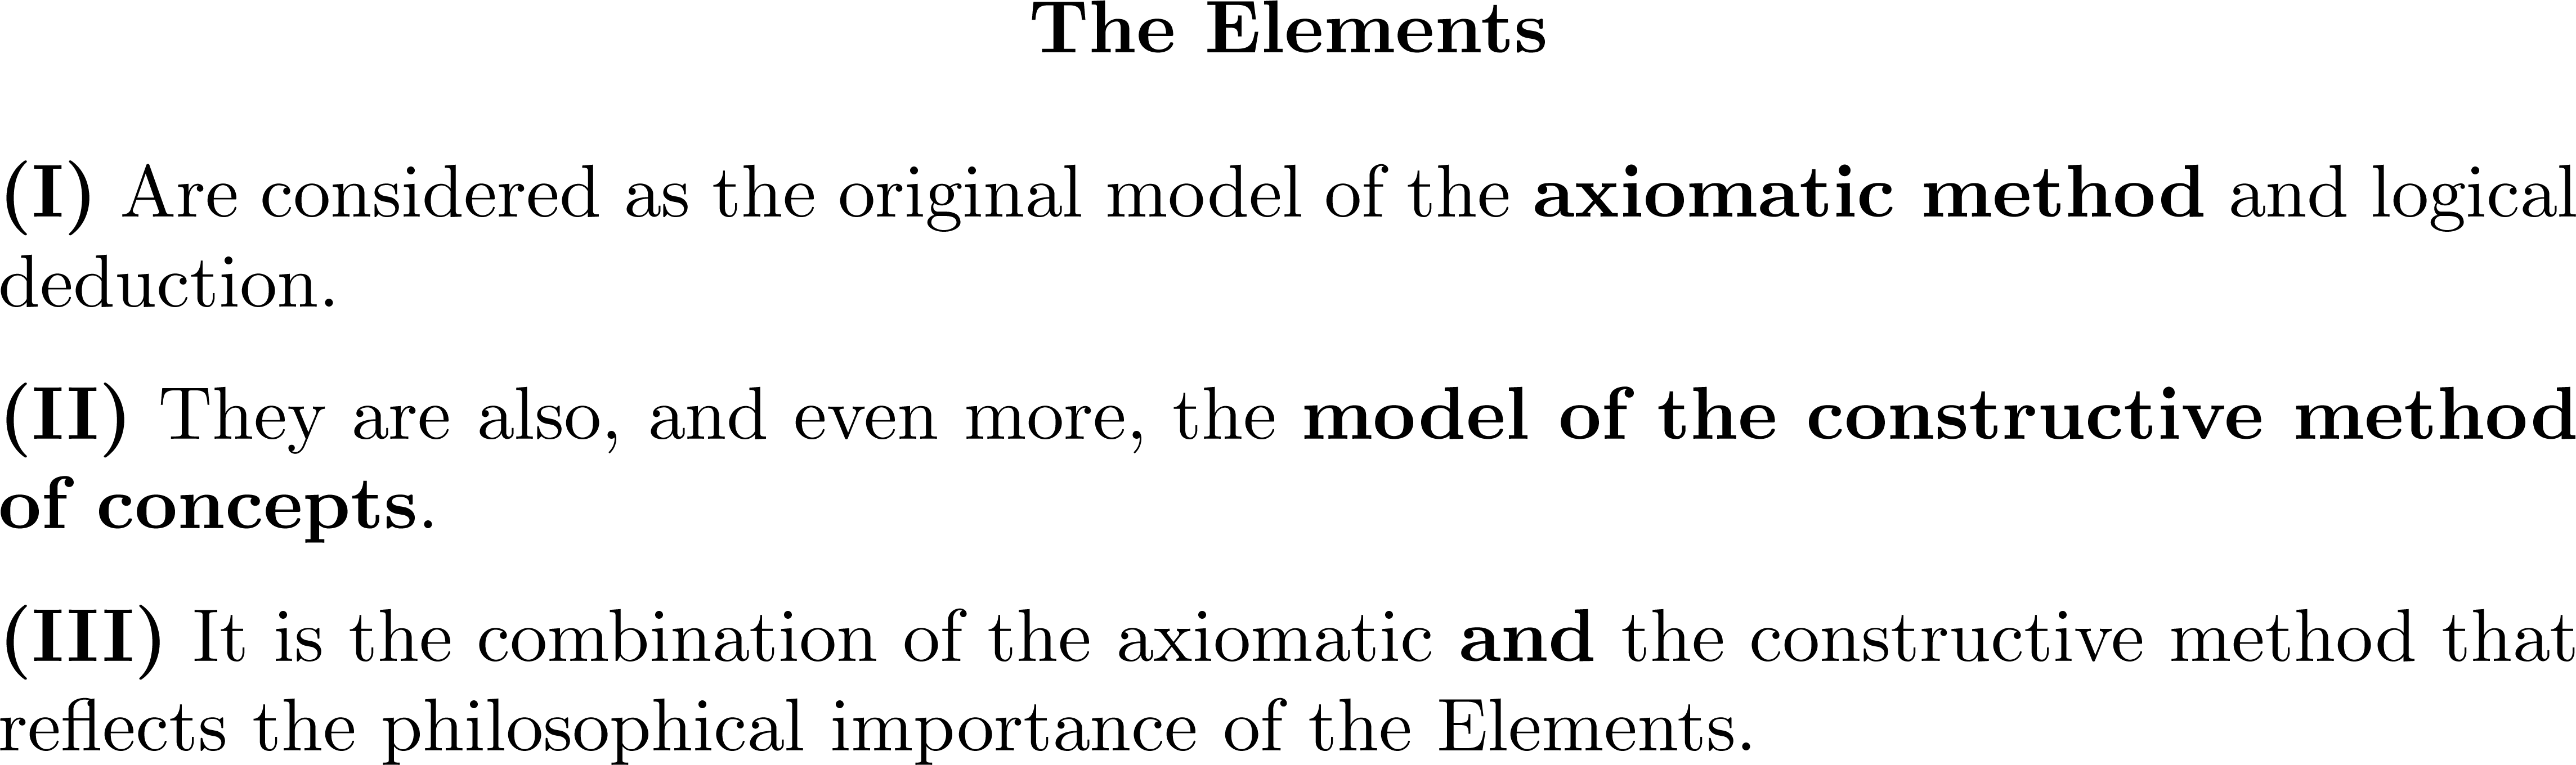 The Elements
(I) Are considered as the original model of the axiomatic method and logical
deduction.
(II) They are also, and even more, the model of the constructive method
of concepts.
(III) It is the combination of the axiomatic and the constructive method that
reflects the philosophical importance of the Elements.